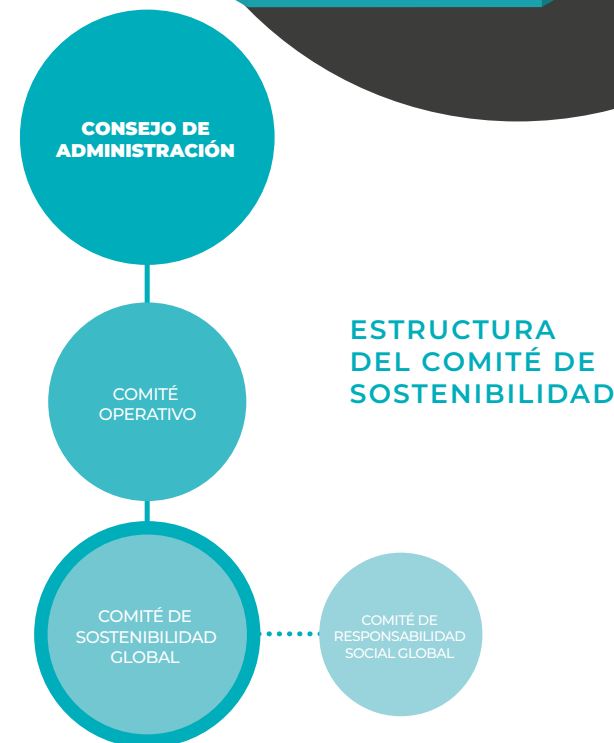 CONSEJO DE
ADMINISTRACIÓN
COMITÉ
OPERATIVO
ESTRUCTURA
DEL COMITÉ DE
SOSTENIBILIDAD
COMITÉ DE
SOSTENIBILIDAD
GLOBAL
COMITÉ DE
RESPONSABILIDAD
SOCIAL GLOBAL